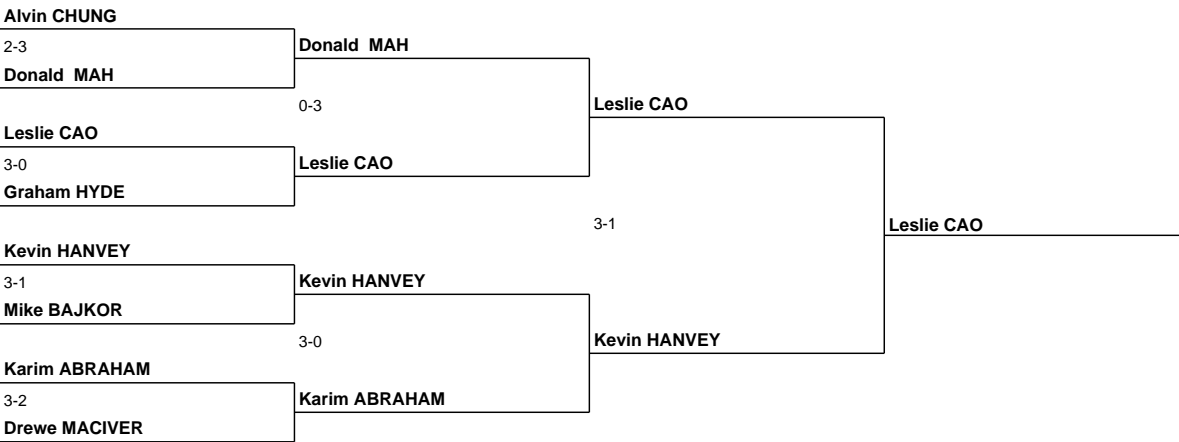 Alvin CHUNG
2-3
Donald  MAH
Donald  MAH
0-3
Leslie CAO
Leslie CAO
3-0
Leslie CAO
Graham HYDE
3-1
Leslie CAO
Kevin HANVEY
3-1
Kevin HANVEY
Mike BAJKOR
3-0
Kevin HANVEY
Karim ABRAHAM
3-2
Karim ABRAHAM
Drewe MACIVER